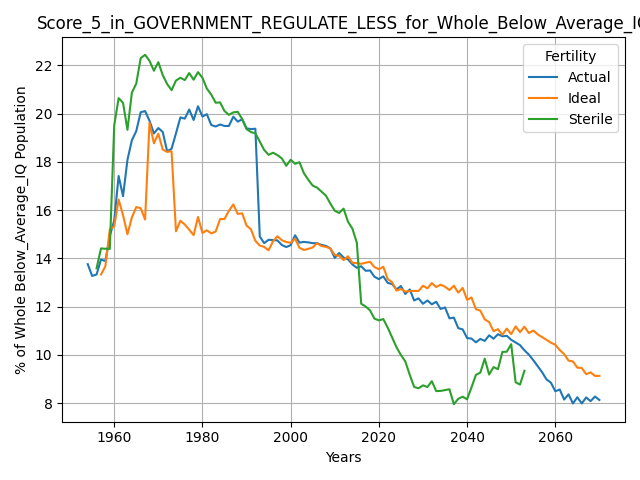 Score_5_in_GOVERNMENT_REGULATE_LESS_for_Whole_Below_Average_IQ
% of Whole Below_Average_IQ Population
22
20
18
16
14
12
10
8
Fertility
Actual
Ideal
Sterile
1960
1980
2000
2020
2040
2060
Years